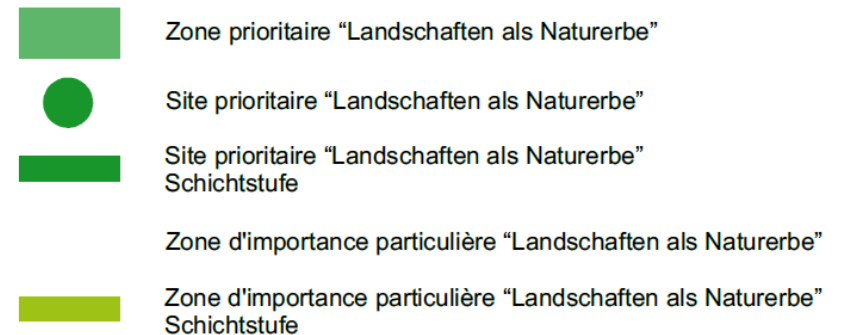 Zone prioritaire “Landschaften als Naturerbe”
Site prioritaire “Landschaften als Naturerbe”
Site prioritaire “Landschaften als Naturerbe”
Schichtstufe
Zone d'importance particulière “Landschaften als Naturerbe”
Zone d'importance particulière “Landschaften als Naturerbe”
Schichtstufe